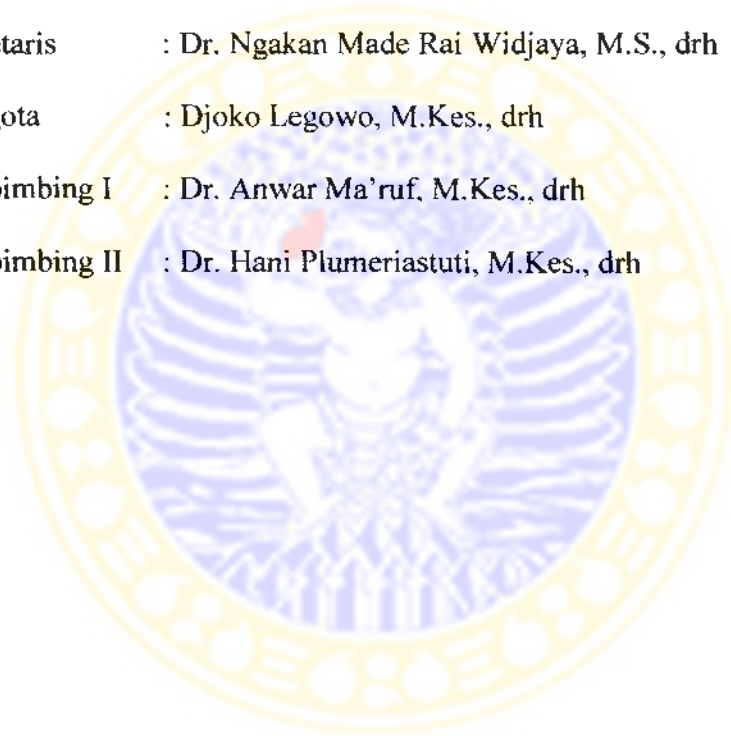 taris : Dr. Ngakan Made Rai Widjaya, M.S., drh
ota : Djoko Legowo, M.Kes., drh
bimbing I : Dr. Anwar Ma'ruf, M.Kes., drh
bimbing II : Dr. Hani Plumeriastuti, M.Kes., drh